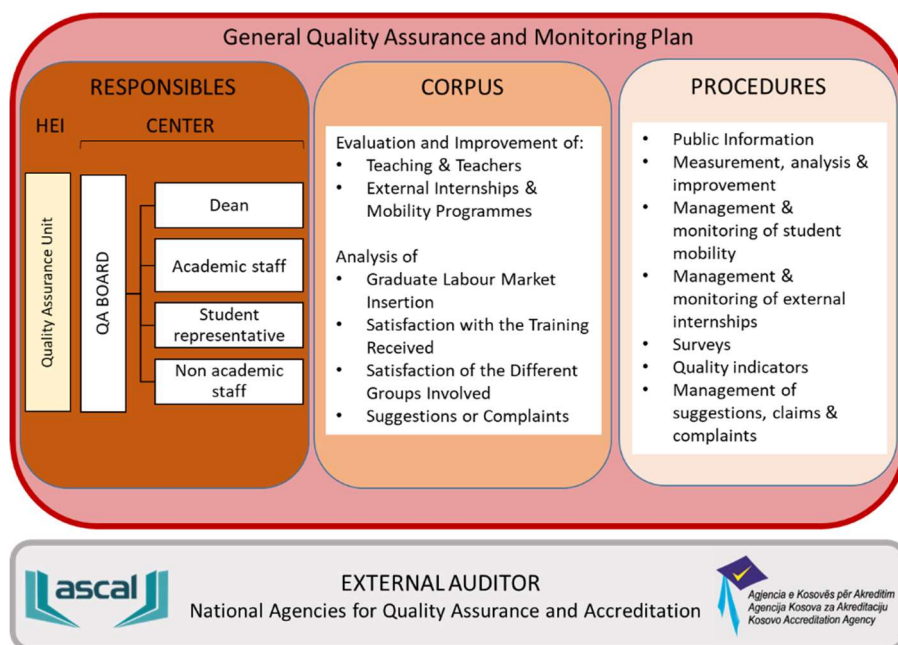 General Quality Assurance and Monitoring Plan
RESPONSIBLES
HEI
CENTER
Quality Assurance Unit
QA BOARD
Dean
Academic staff
Student
representative
Non academic
staff
CORPUS
Evaluation and Improvement of:
• Teaching & Teachers
• External Internships &
Mobility Programmes
Analysis of
• Graduate Labour Market
Insertion
• Satisfaction with the Training
Received
• Satisfaction of the Different
Groups Involved
• Suggestions or Complaints
PROCEDURES
• Public Information
• Measurement, analysis &
improvement
• Management &
monitoring of student
mobility
• Management &
monitoring of external
internships
• Surveys
• Quality indicators
• Management of
suggestions, claims &
complaints
ascal
EXTERNAL AUDITOR
National Agencies for Quality Assurance and Accreditation
Agjencia e Kosovës për Akreditim
Agencija Kosova za Akreditaciju
Kosovo Accreditation Agency